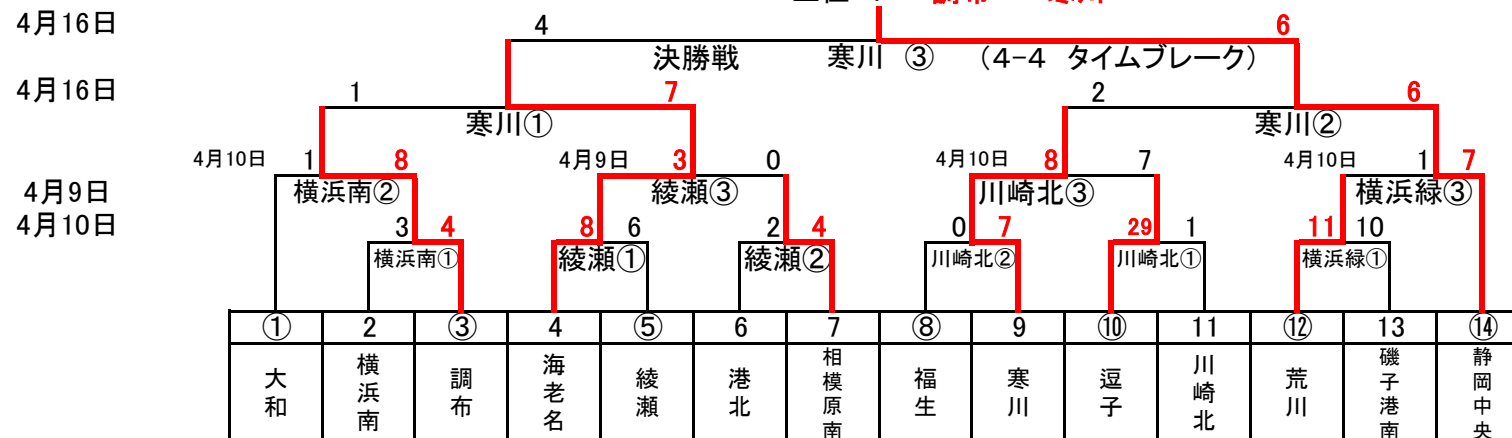 4月16日 4 6
決勝戦 寒川 ③ (4-4 タイムブレーク)
4月16日 1 7 2 6
寒川① 寒川②
4月10日 1 8 4月9日 3 0 4月10日 8 7 4月10日 1 7
4月9日 横浜南② 綾瀬③ 川崎北③ 横浜緑③
4月10日 3 4 8 6 2 4 0 7 29 1 11 10
横浜南① 綾瀬① 綾瀬② 川崎北② 川崎北① 横浜緑①
① 2 ③ 4 ⑤ 6 7 ⑧ 9 ⑩ 11 ⑫ 13 ⑭
大和 横浜南 調布 海老名 綾瀬 港北 相模原南 福生 寒川 逗子 川崎北 荒川 磯子港南 静岡中央